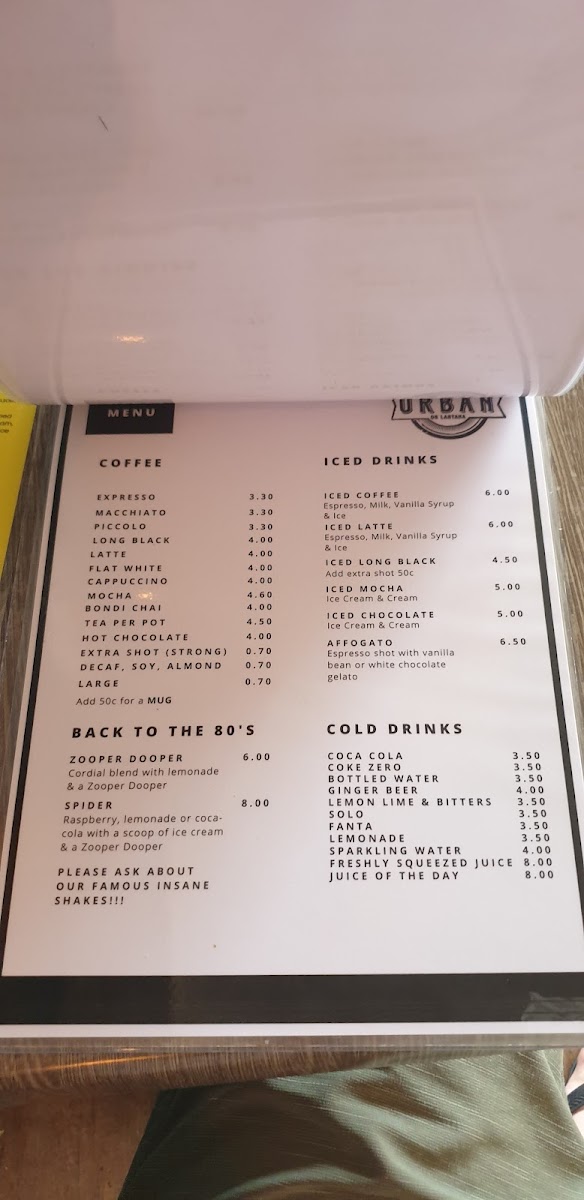 MENU
URBAN
ON LANTANA
COFFEE
EXPRESSO 3.30
MACCHIATO 3.30
PICCOLO 3.30
LONG BLACK 4.00
LATTE 4.00
FLAT WHITE 4.00
CAPPUCCINO 4.00
MOCHA 4.60
BONDI CHAI 4.00
TEA PER POT 4.50
HOT CHOCOLATE 4.00
EXTRA SHOT (STRONG) 0.70
DECAF, SOY, ALMOND 0.70
LARGE 0.70
Add 50c for a MUG
BACK TO THE 80'S
ZOOPER DOOPER 6.00
Cordial blend with lemonade
& a Zooper Dooper
SPIDER 8.00
Raspberry, lemonade or coca-
cola with a scoop of ice cream
& a Zooper Dooper
PLEASE ASK ABOUT
OUR FAMOUS INSANE
SHAKES!!!
ICED DRINKS
ICED COFFEE 6.00
Espresso, Milk, Vanilla Syrup
& Ice
ICED LATTE 6.00
Espresso, Milk, Vanilla Syrup
& Ice
ICED LONG BLACK 4.50
Add extra shot 50c
ICED MOCHA 5.00
Ice Cream & Cream
ICED CHOCOLATE 5.00
Ice Cream & Cream
AFFOGATO 6.50
Espresso shot with vanilla
bean or white chocolate
gelato
COLD DRINKS
COCA COLA 3.50
COKE ZERO 3.50
BOTTLED WATER 3.50
GINGER BEER 4.00
LEMON LIME & BITTERS 3.50
SOLO 3.50
FANTA 3.50
LEMONADE 3.50
SPARKLING WATER 4.00
FRESHLY SQUEEZED JUICE 8.00
JUICE OF THE DAY 8.00